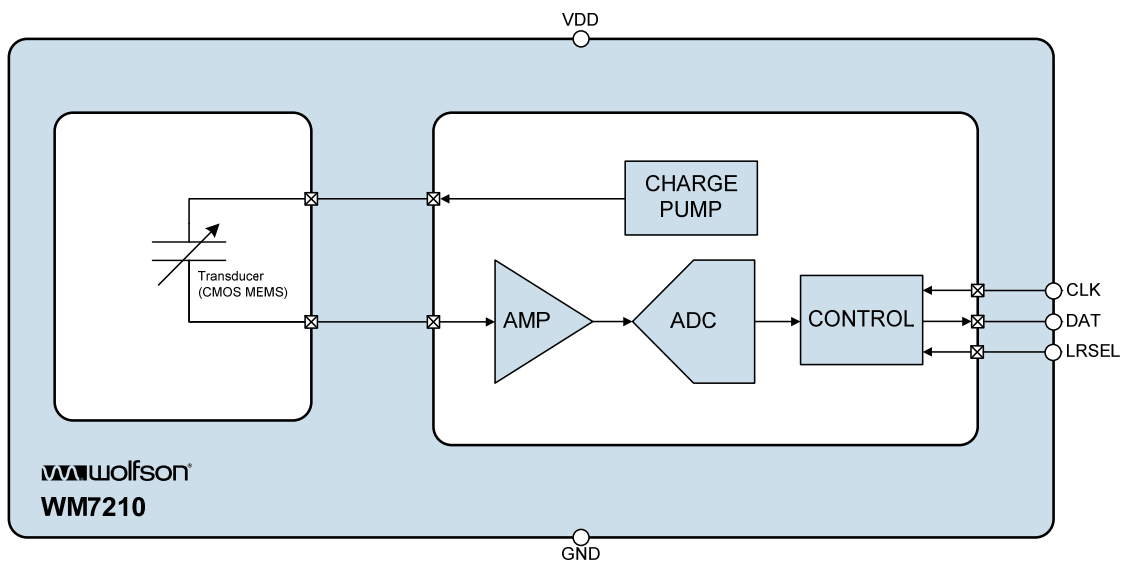 VDD
CHARGE
PUMP
Transducer
(CMOS MEMS)
AMP
ADC
CONTROL
CLK
DAT
LRSEL
wolfson®
WM7210
GND